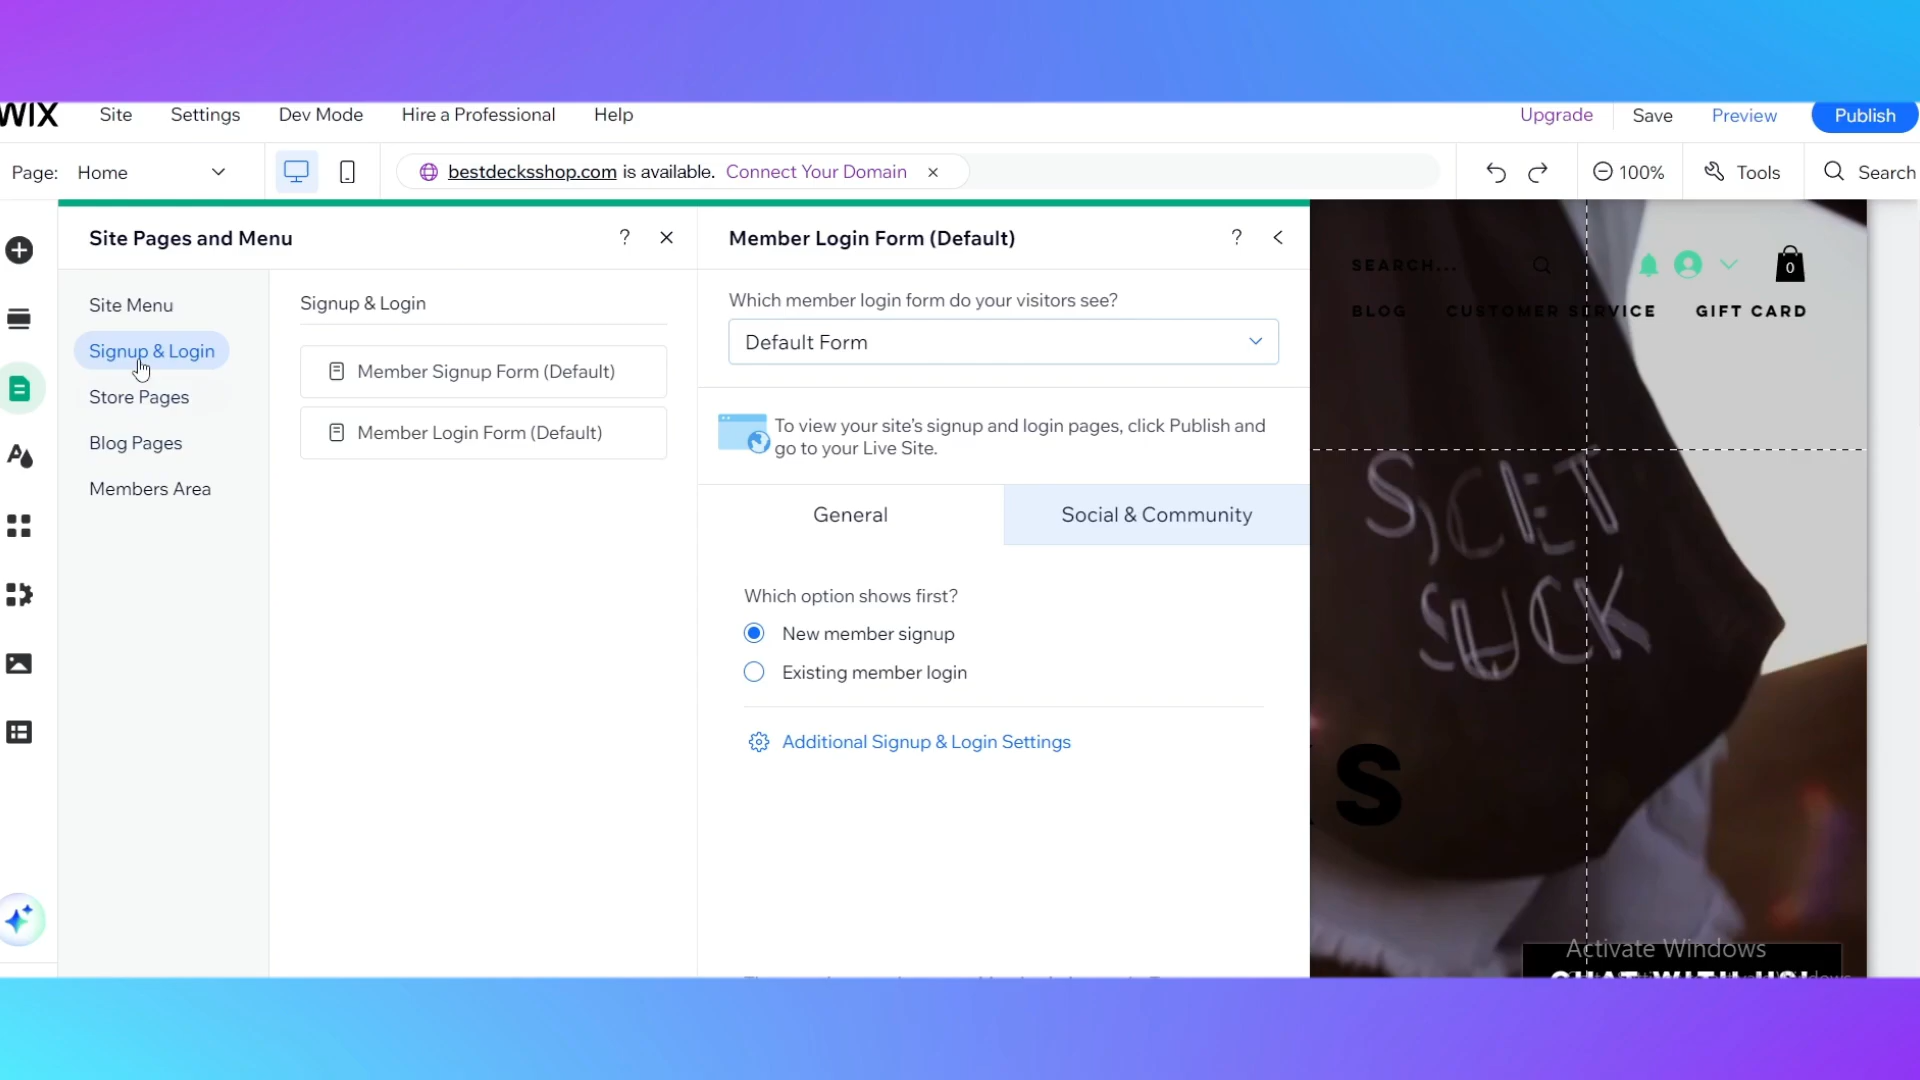 WIX
Site
Settings
Dev Mode
Hire a Professional
Help
Upgrade
Save
Preview
Publish
Page:
Home
bestdecksshop.com is available. Connect Your Domain
100%
Tools
Search
Site Pages and Menu
?
Site Menu
Signup & Login
Store Pages
Blog Pages
Members Area
Signup & Login
Member Signup Form (Default)
Member Login Form (Default)
Member Login Form (Default)
?
Which member login form do your visitors see?
Default Form
To view your site's signup and login pages, click Publish and
go to your Live Site.
General
Social & Community
Which option shows first?
New member signup
Existing member login
Additional Signup & Login Settings
SEARCH...
0
BLOG
CUSTOMER SERVICE
GIFT CARD
S
Activate Windows
CHAT WITH US!